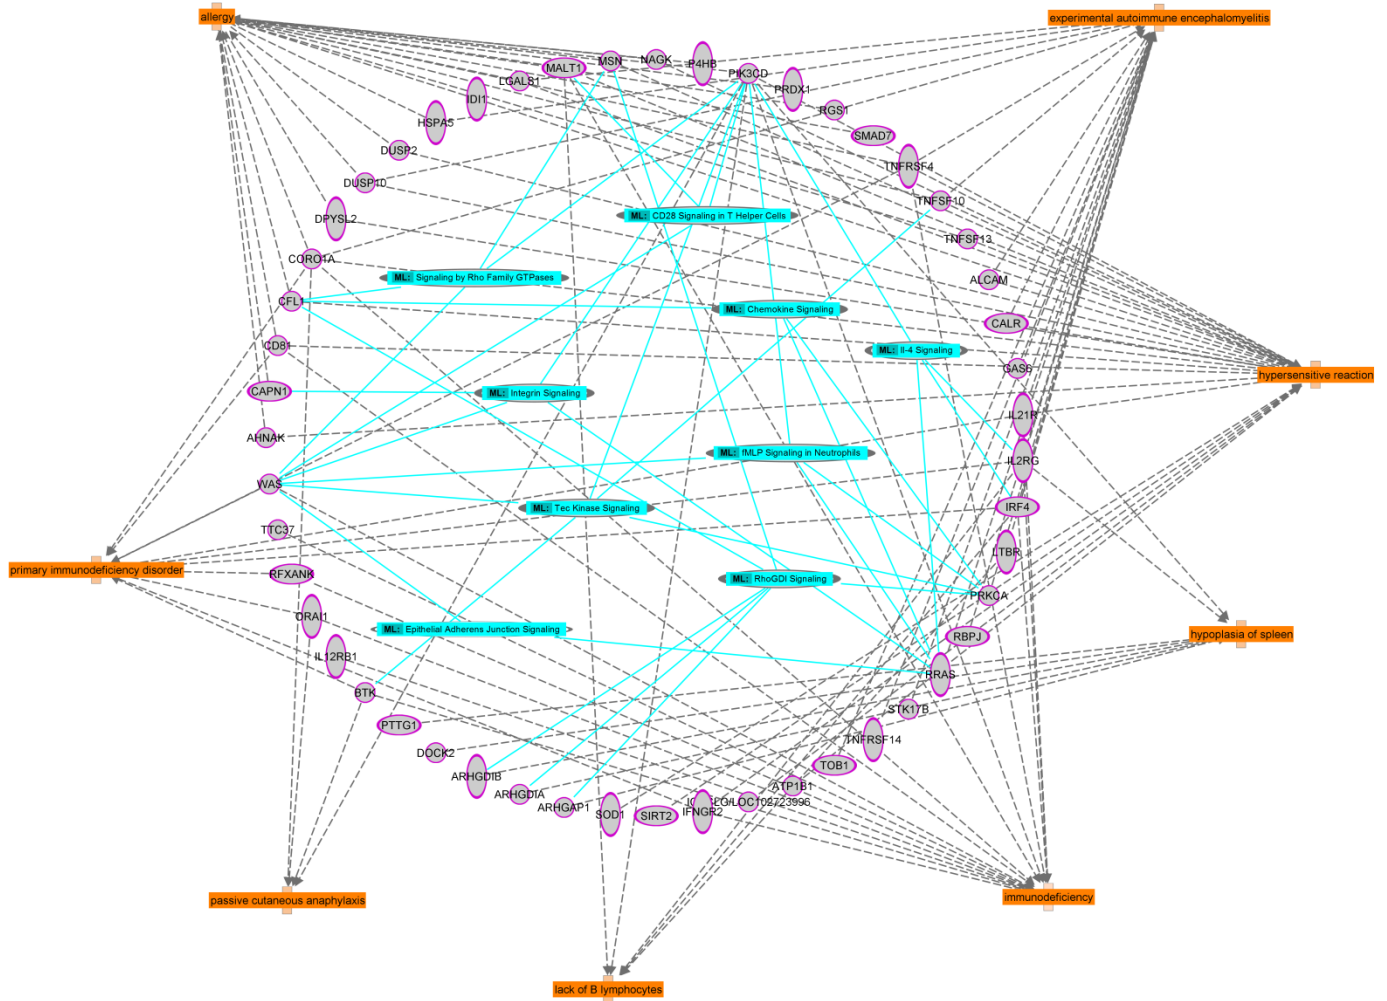 allergy
experimental autoimmune encephalomyelitis
MSN
NAGK
P4HB
MALT1
PIK3CD
LGALS1
PRDX1
IDI1
RGS1
HSPA5
SMAD7
DUSP2
TNFRSF4
DUSP10
TNFSF10
DPYSL2
ML: CD28 Signaling in T Helper Cells
TNFSF13
CORO1A
ML: Signaling by Rho Family GTPases
ALCAM
CFL1
ML: Chemokine Signaling
CALR
CD81
ML: Il-4 Signaling
GAS6
hypersensitive reaction
CAPN1
ML: Integrin Signaling
IL21R
AHNAK
ML: fMLP Signaling in Neutrophils
IL2RG
WAS
ML: Tec Kinase Signaling
IRF4
TTC37
LTBR
primary immunodeficiency disorder
RFXANK
ML: RhoGDI Signaling
PRKCA
ORAI1
ML: Epithelial Adherens Junction Signaling
RBPJ
hypoplasia of spleen
IL12RB1
RRAS
BTK
STK17B
PTTG1
TNFRSF14
DOCK2
TOB1
ARHGDIB
ATP1B1
ARHGDIA
LG/LOC102723996
ARHGAP1
SOD1
SIRT2
IFNGR2
passive cutaneous anaphylaxis
immunodeficiency
lack of B lymphocytes